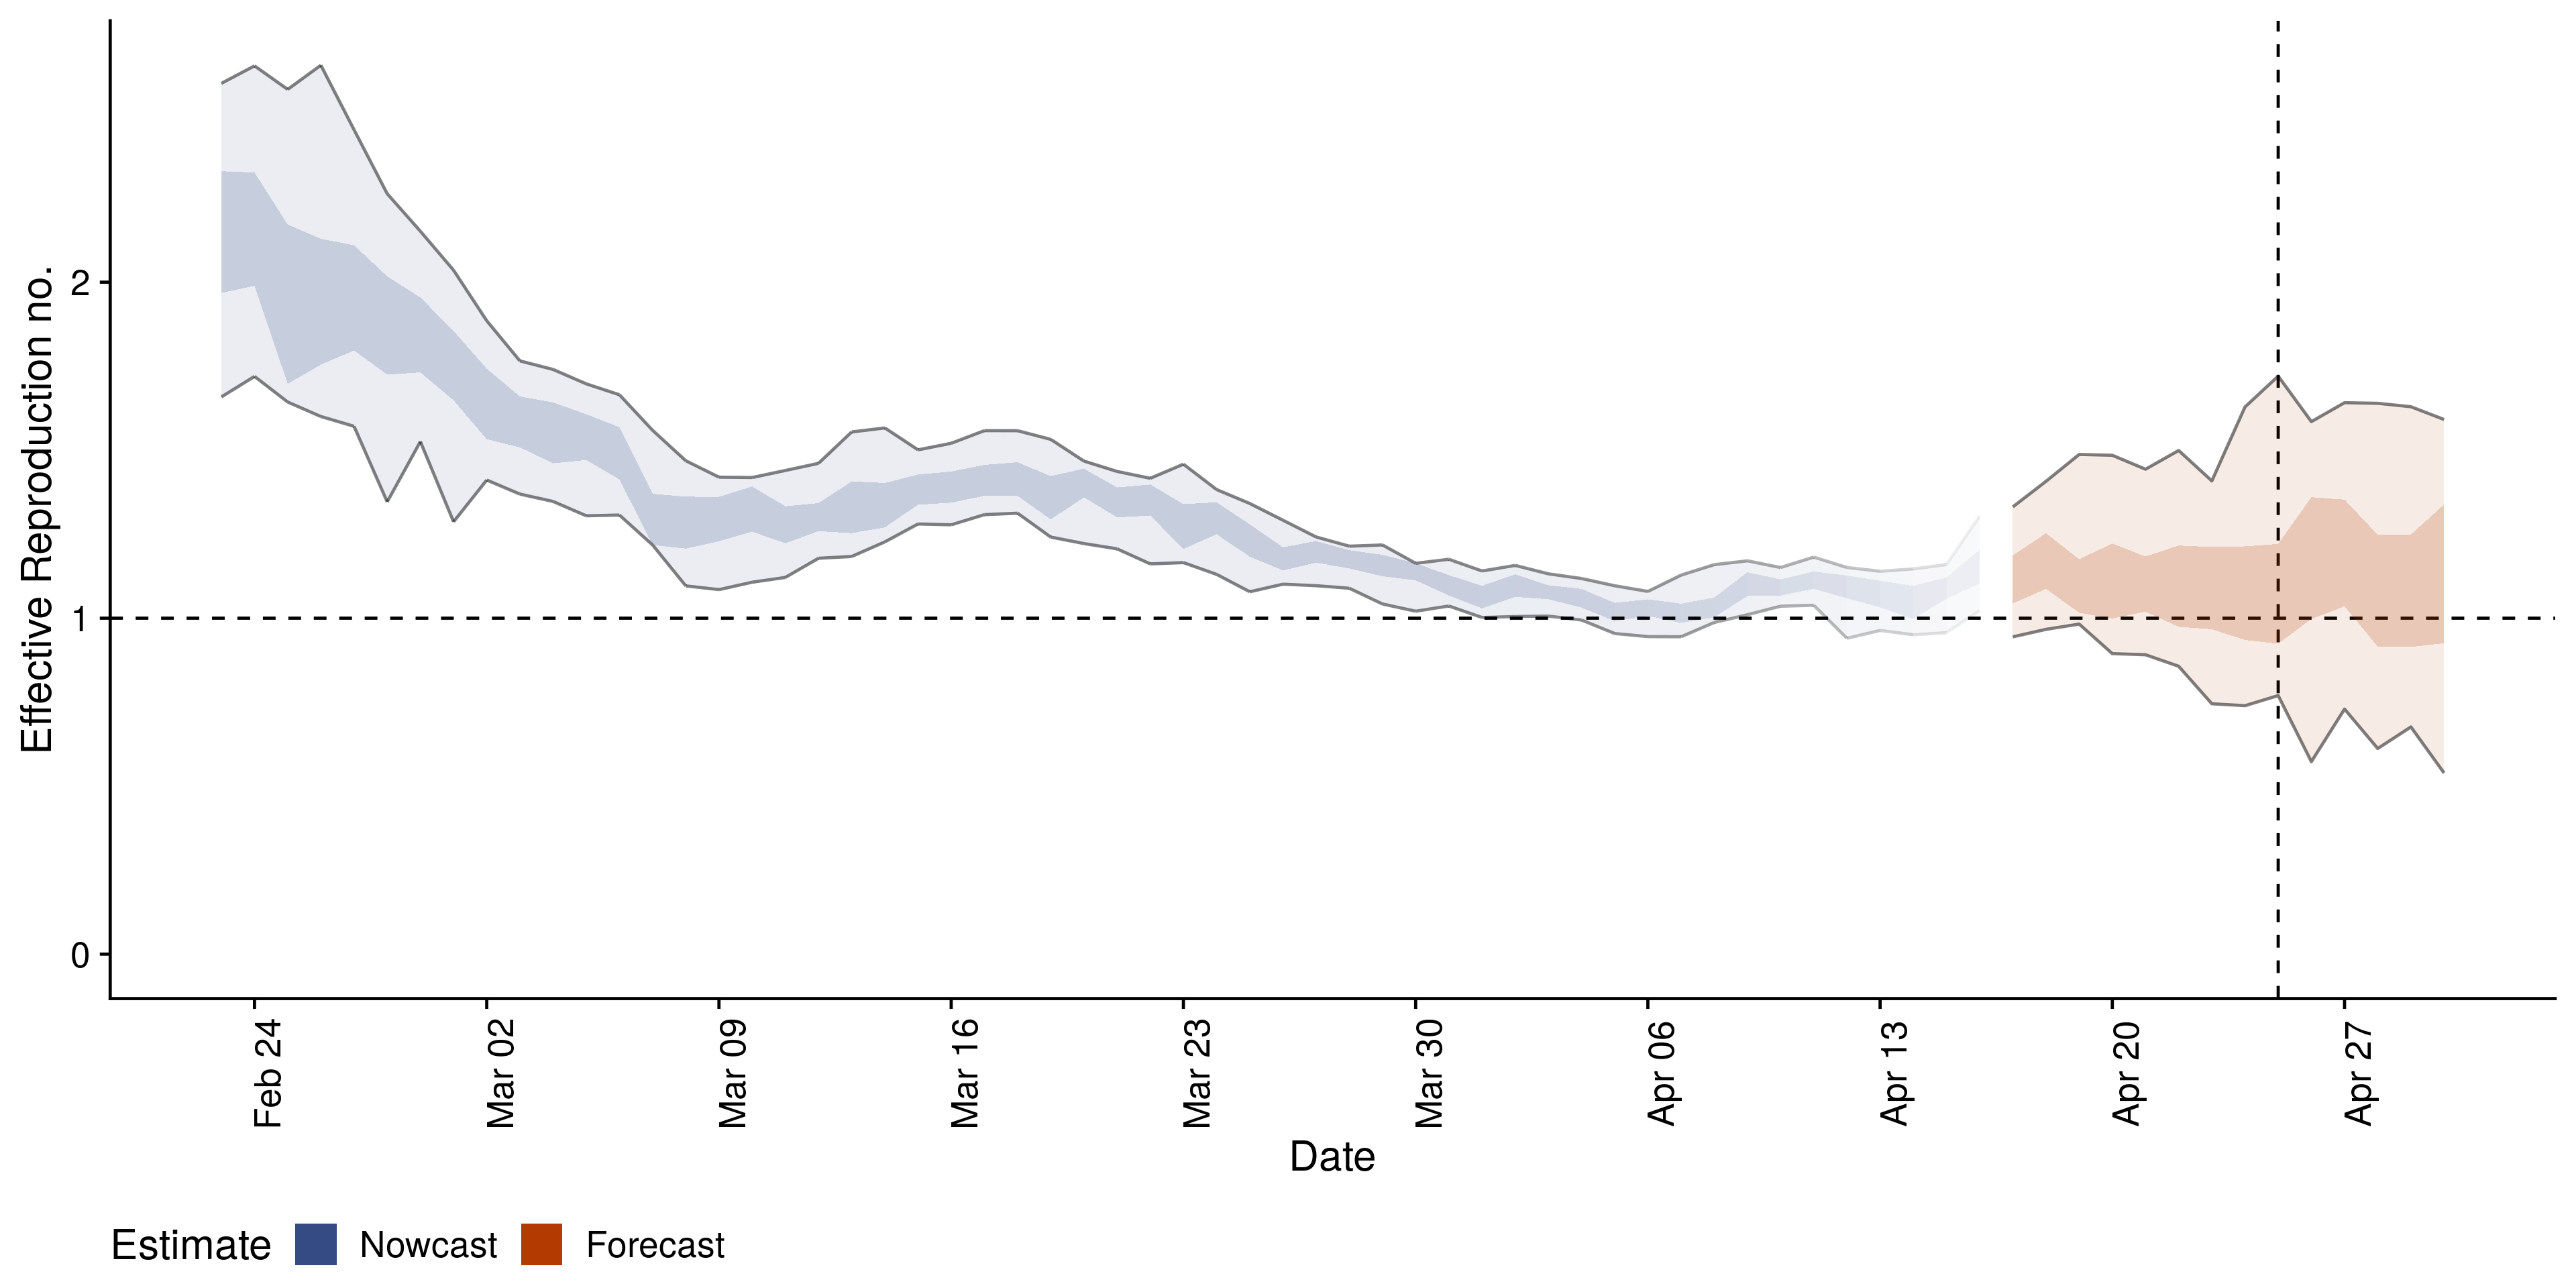 Effective Reproduction no.
2
1
0
Feb 24
Mar 02
Mar 09
Mar 16
Mar 23
Mar 30
Apr 06
Apr 13
Apr 20
Apr 27
Date
Estimate Nowcast Forecast